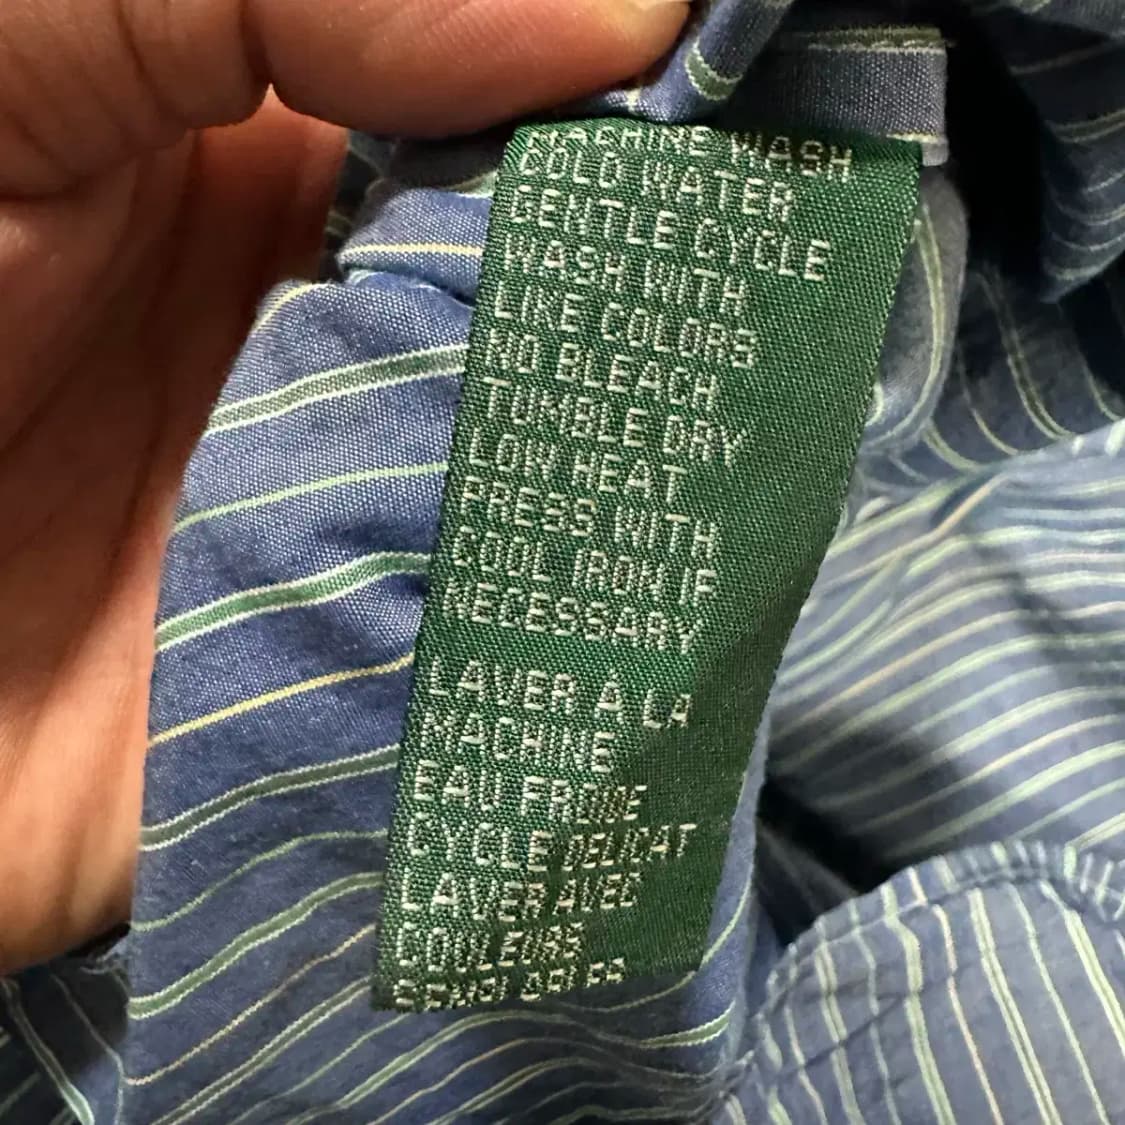 MACHINE WASH
COLD WATER
GENTLE CYCLE
WASH WITH
LIKE COLORS
NO BLEACH
TUMBLE DRY
LOW HEAT
PRESS WITH
COOL IRON IF
NECESSARY
LAVER À LA
MACHINE
EAU FROIDE
CYCLE DELICAT
LAVER AVEC
COULEURS
SEMBLABLES